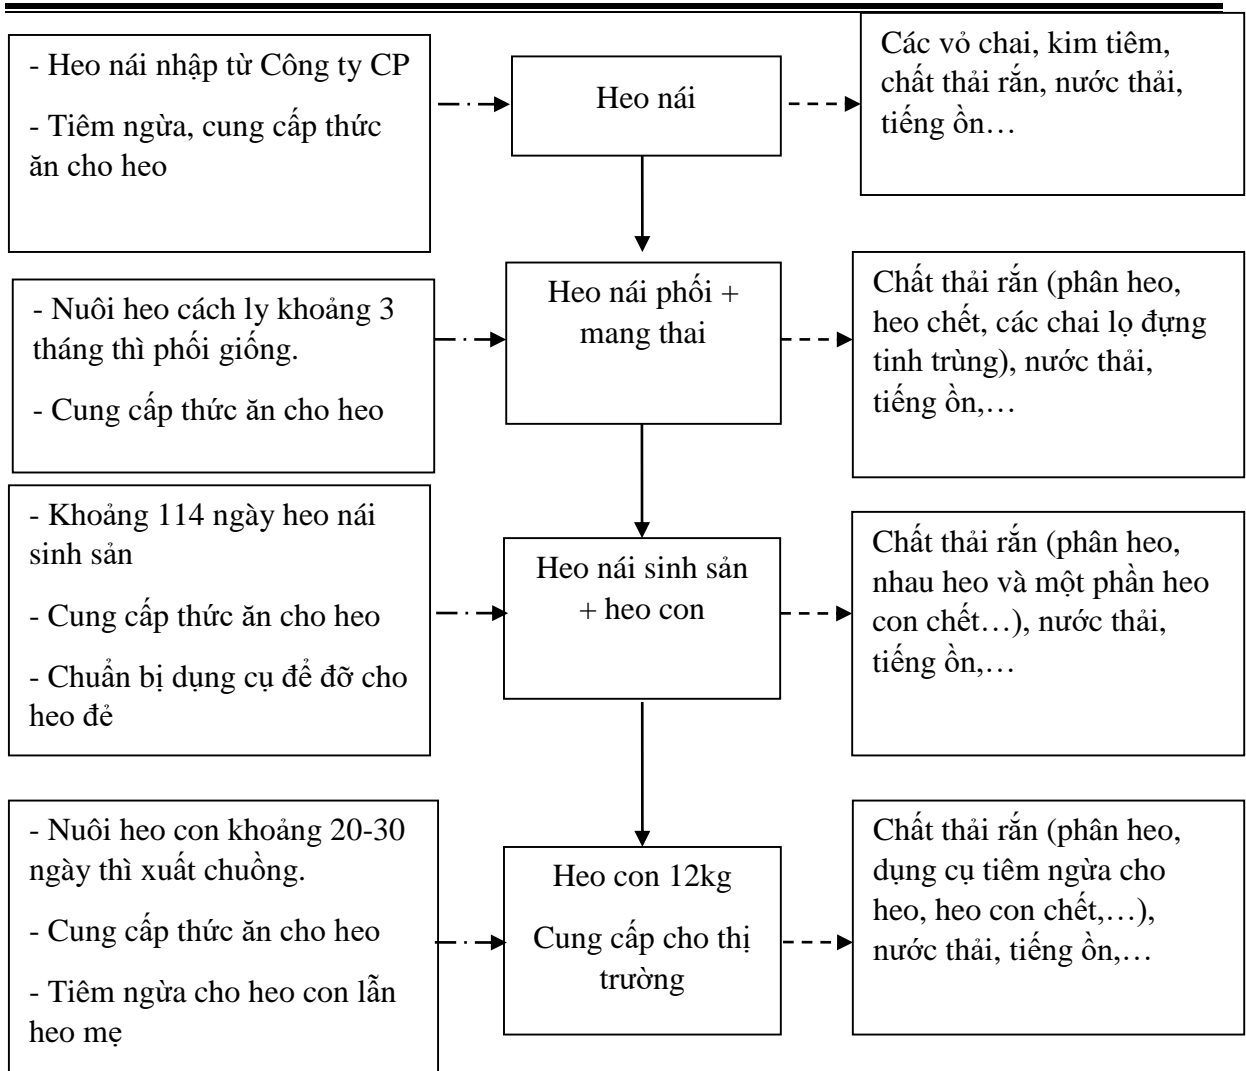 - Heo nái nhập từ Công ty CP
- Tiêm ngừa, cung cấp thức
ăn cho heo
Heo nái
Các vỏ chai, kim tiêm,
chất thải rắn, nước thải,
tiếng ồn…
- Nuôi heo cách ly khoảng 3
tháng thì phối giống.
- Cung cấp thức ăn cho heo
Heo nái phối +
mang thai
Chất thải rắn (phân heo,
heo chết, các chai lọ đựng
tinh trùng), nước thải,
tiếng ồn,…
- Khoảng 114 ngày heo nái
sinh sản
- Cung cấp thức ăn cho heo
- Chuẩn bị dụng cụ để đỡ cho
heo đẻ
Heo nái sinh sản
+ heo con
Chất thải rắn (phân heo,
nhau heo và một phần heo
con chết…), nước thải,
tiếng ồn,…
- Nuôi heo con khoảng 20-30
ngày thì xuất chuồng.
- Cung cấp thức ăn cho heo
- Tiêm ngừa cho heo con lẫn
heo mẹ
Heo con 12kg
Cung cấp cho thị
trường
Chất thải rắn (phân heo,
dụng cụ tiêm ngừa cho
heo, heo con chết,…),
nước thải, tiếng ồn,…